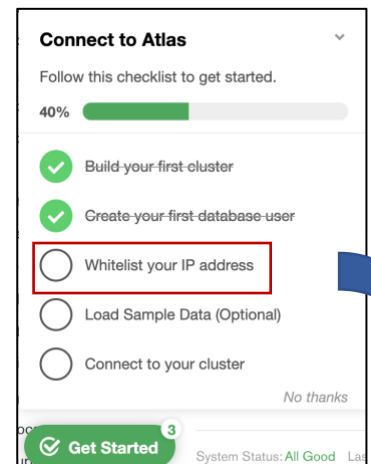 Connect to Atlas
Follow this checklist to get started.
40%
Build your first cluster
Create your first database user
Whitelist your IP address
Load Sample Data (Optional)
Connect to your cluster
No thanks
3
Get Started
System Status: All Good